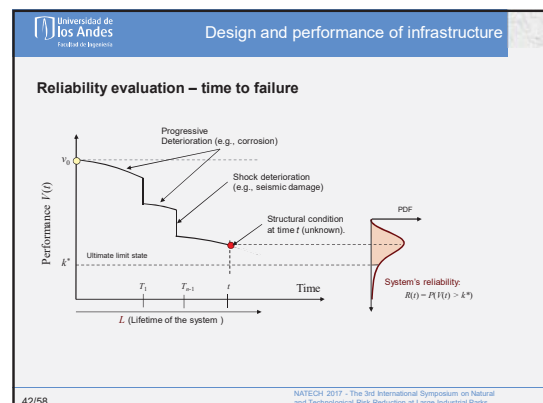 Universidad de
los Andes
Facultad de Ingeniería
Design and performance of infrastructure
Reliability evaluation – time to failure
Progressive
Deterioration (e.g., corrosion)
v₀
Shock deterioration
(e.g., seismic damage)
Performance V(t)
PDF
Structural condition
at time t (unknown).
Ultimate limit state
k*
System's reliability:
R(t) = P(V(t) > k*)
T₁
Tₙ₋₁
t
Time
L (Lifetime of the system )
NATECH 2017 - The 3rd International Symposium on Natural
and Technological Risk Reduction at Large Industrial Parks
42/58